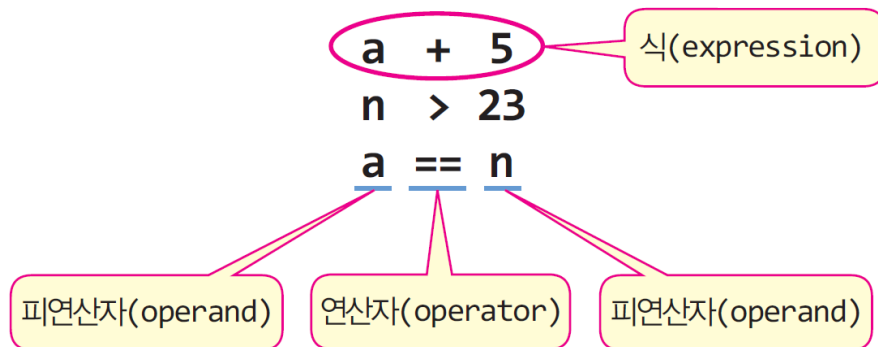 a + 5
식(expression)
n > 23
a == n
피연산자(operand)
연산자(operator)
피연산자(operand)